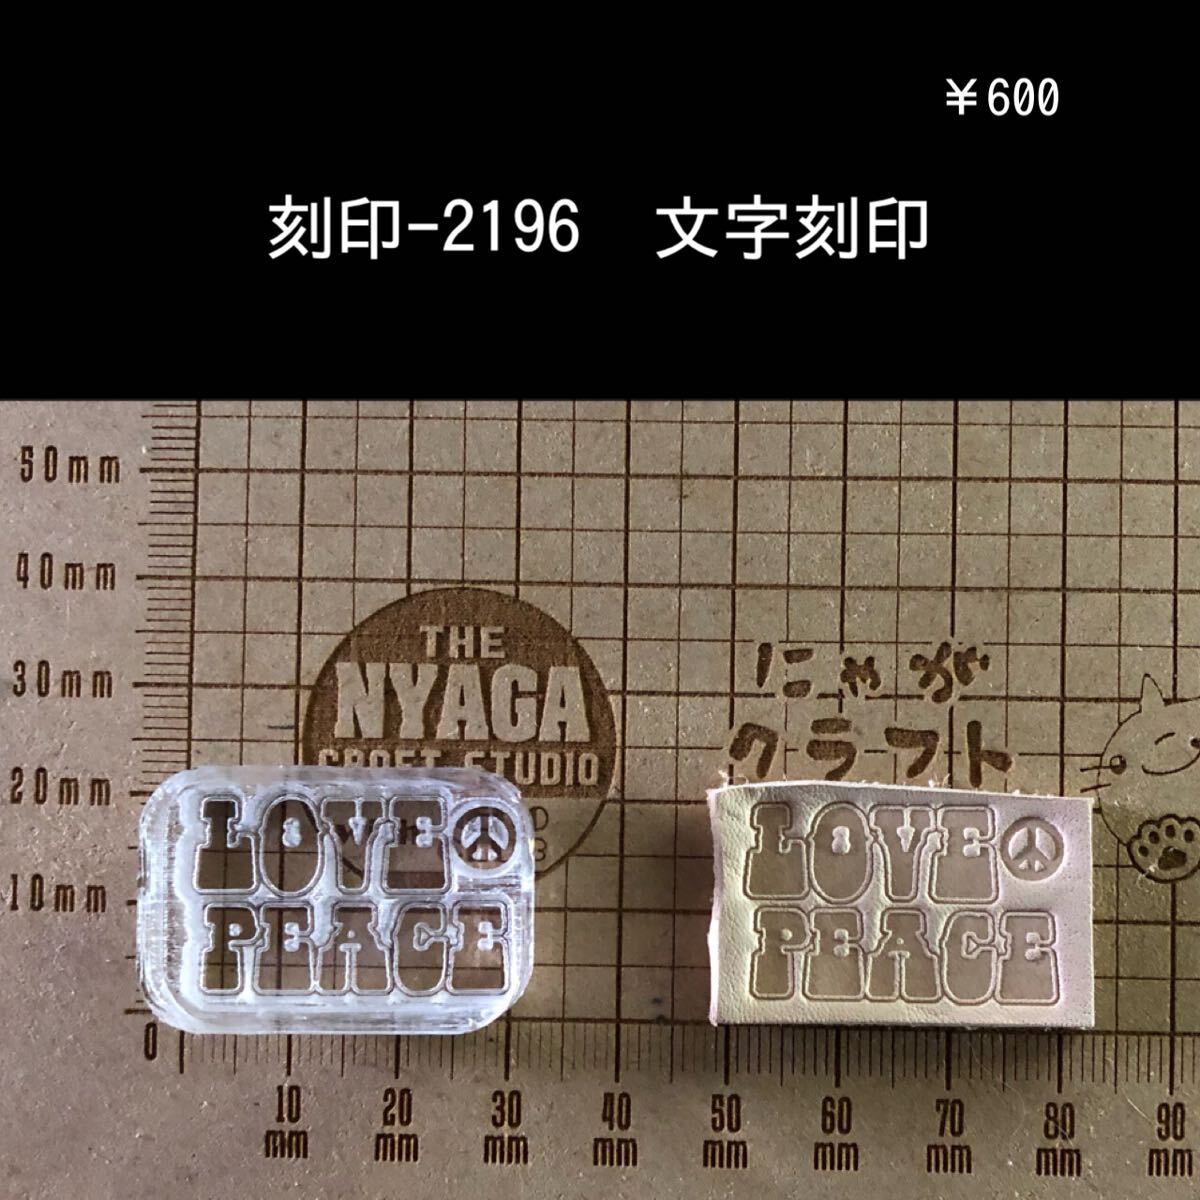 ¥600
刻印-2196 文字刻印
50mm
40mm
30mm
20mm
10mm
THE
NYAGA
CROFT STUDIO
にゃが
クラフト
LOVE
PEACE
LOVE
PEACE
0
10 20 30 40 50 60 70 80 90
mm mm mm mm mm mm mm mm mm